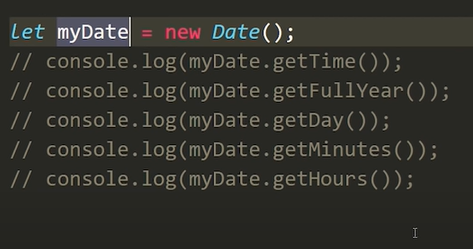 let myDate = new Date();
// console.log(myDate.getTime());
// console.log(myDate.getFullYear());
// console.log(myDate.getDay());
// console.log(myDate.getMinutes());
// console.log(myDate.getHours());